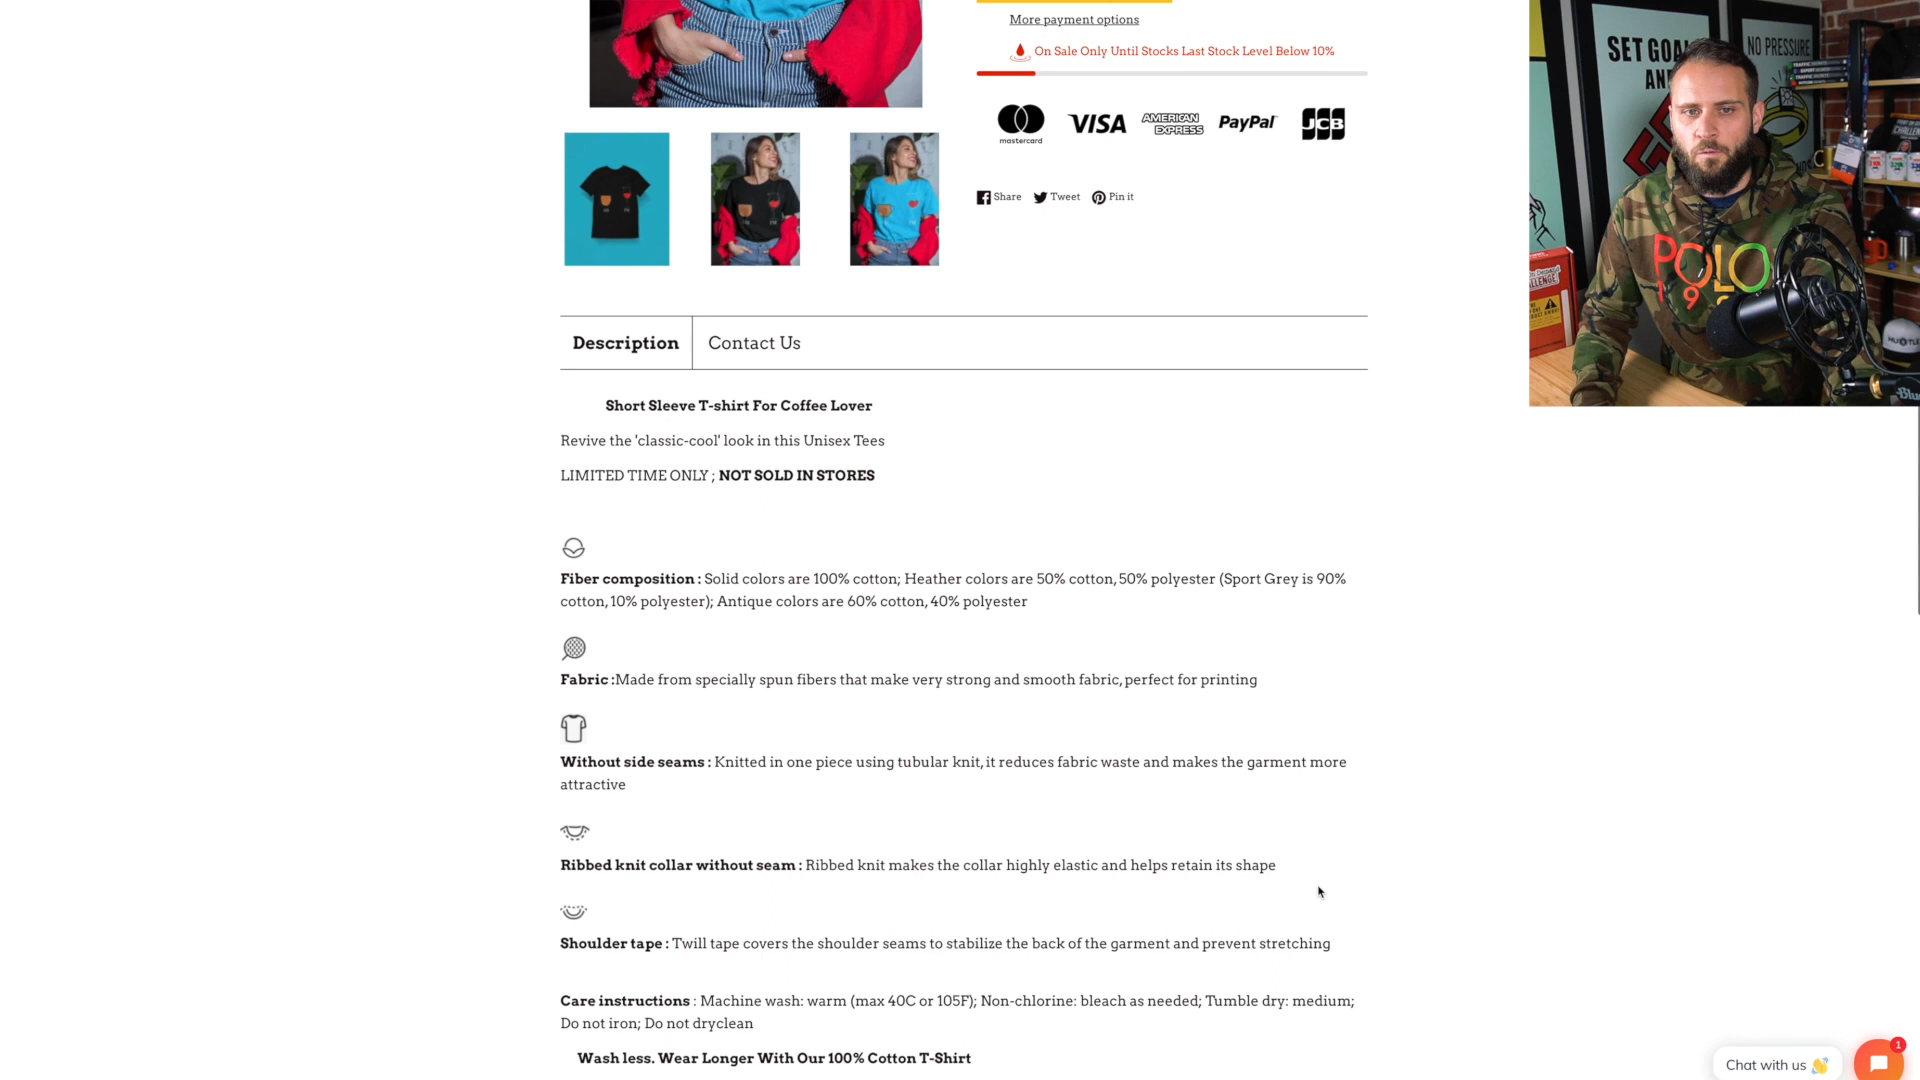 More payment options
On Sale Only Until Stocks Last Stock Level Below 10%
mastercard
VISA
AMERICAN
EXPRESS
PayPal
JCB
Share
Tweet
Pin it
Description
Contact Us
Short Sleeve T-shirt For Coffee Lover
Revive the 'classic-cool' look in this Unisex Tees
LIMITED TIME ONLY ; NOT SOLD IN STORES
Fiber composition : Solid colors are 100% cotton; Heather colors are 50% cotton, 50% polyester (Sport Grey is 90%
cotton, 10% polyester); Antique colors are 60% cotton, 40% polyester
Fabric :Made from specially spun fibers that make very strong and smooth fabric, perfect for printing
Without side seams : Knitted in one piece using tubular knit, it reduces fabric waste and makes the garment more
attractive
Ribbed knit collar without seam : Ribbed knit makes the collar highly elastic and helps retain its shape
Shoulder tape : Twill tape covers the shoulder seams to stabilize the back of the garment and prevent stretching
Care instructions : Machine wash: warm (max 40C or 105F); Non-chlorine: bleach as needed; Tumble dry: medium;
Do not iron; Do not dryclean
Wash less. Wear Longer With Our 100% Cotton T-Shirt
SET GOA
AN
NO PRESSURE
POLO
19
CHALLENGE
Chat with us 👋
1